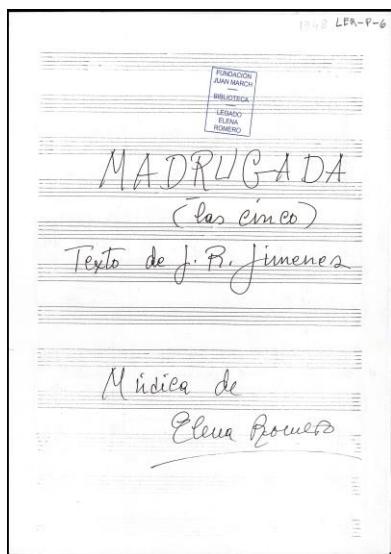 1948 LER-P-6
FUNDACIÓN
JUAN MARCH
BIBLIOTECA
LEGADO
ELENA
ROMERO
MADRUGADA
(las cinco)
Texto de J. R. Jimenez
Música de
Elena Romero